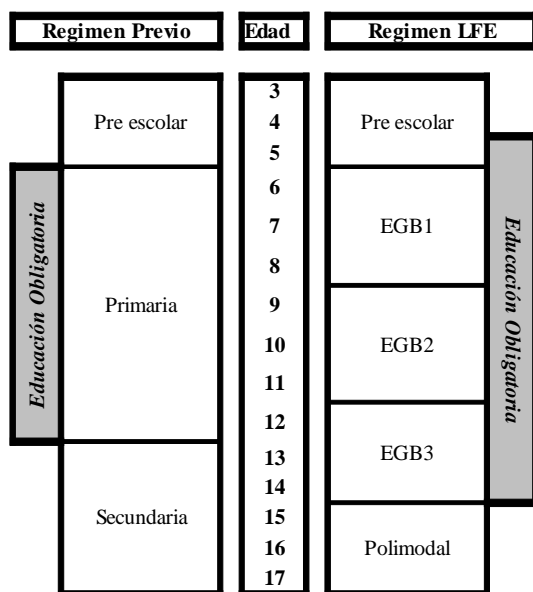 Regimen Previo Edad Regimen LFE
3
Pre escolar 4 Pre escolar
5
6
7 EGB1
8
Primaria 9
10 EGB2
11
12
13 EGB3
14
Secundaria 15
16 Polimodal
17
Educación Obligatoria
Educación Obligatoria